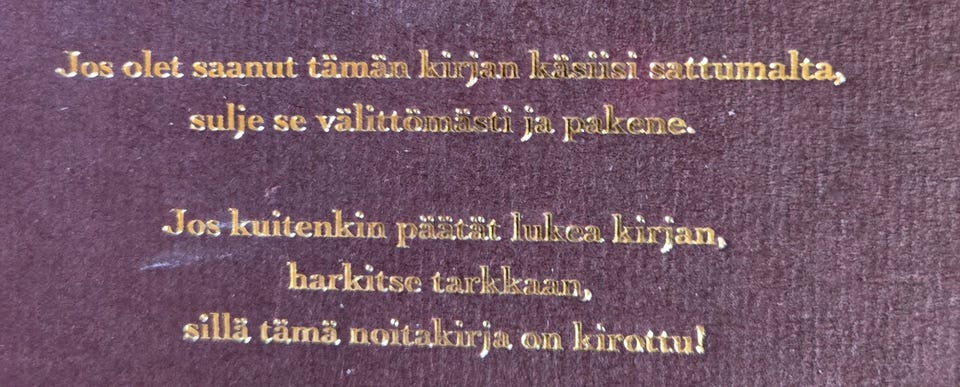 Jos olet saanut tämän kirjan käsiisi sattumalta,
sulje se välittömästi ja pakene.
Jos kuitenkin päätät lukea kirjan,
harkitse tarkkaan,
sillä tämä noitakirja on kirottu!